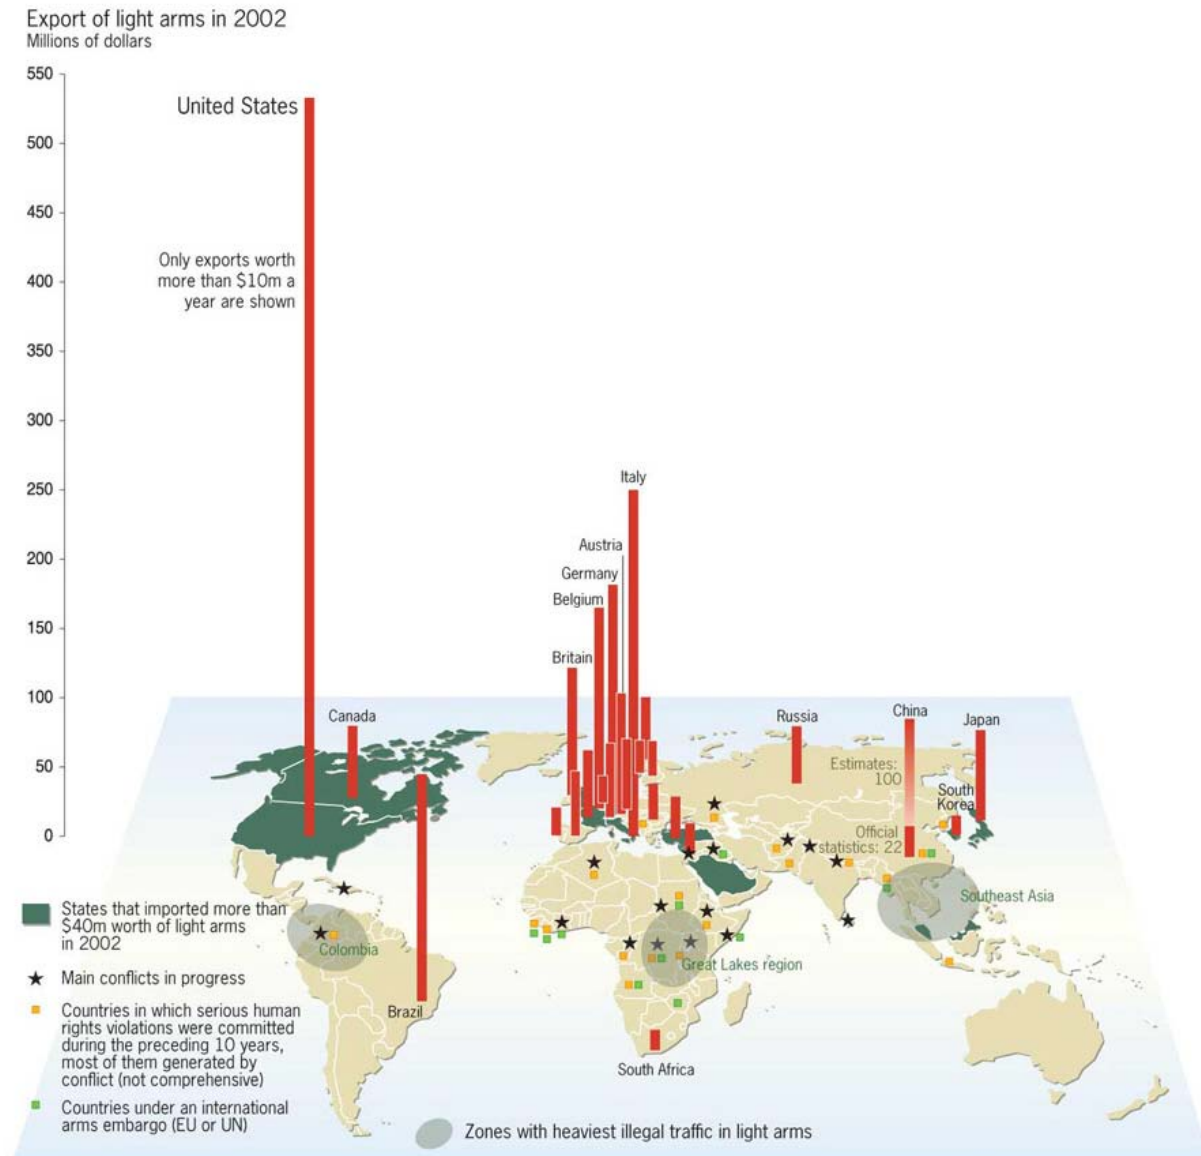 Export of light arms in 2002
Millions of dollars
550
500
450
400
350
300
250
200
150
100
50
0
United States
Only exports worth
more than $10m a
year are shown
Italy
Austria
Germany
Belgium
Britain
Canada
Russia
China
Japan
Estimates:
100
South
Korea
Official
statistics: 22
Southeast Asia
Colombia
Great Lakes region
Brazil
South Africa
States that imported more than
$40m worth of light arms
in 2002
Main conflicts in progress
Countries in which serious human
rights violations were committed
during the preceding 10 years,
most of them generated by
conflict (not comprehensive)
Countries under an international
arms embargo (EU or UN)
Zones with heaviest illegal traffic in light arms